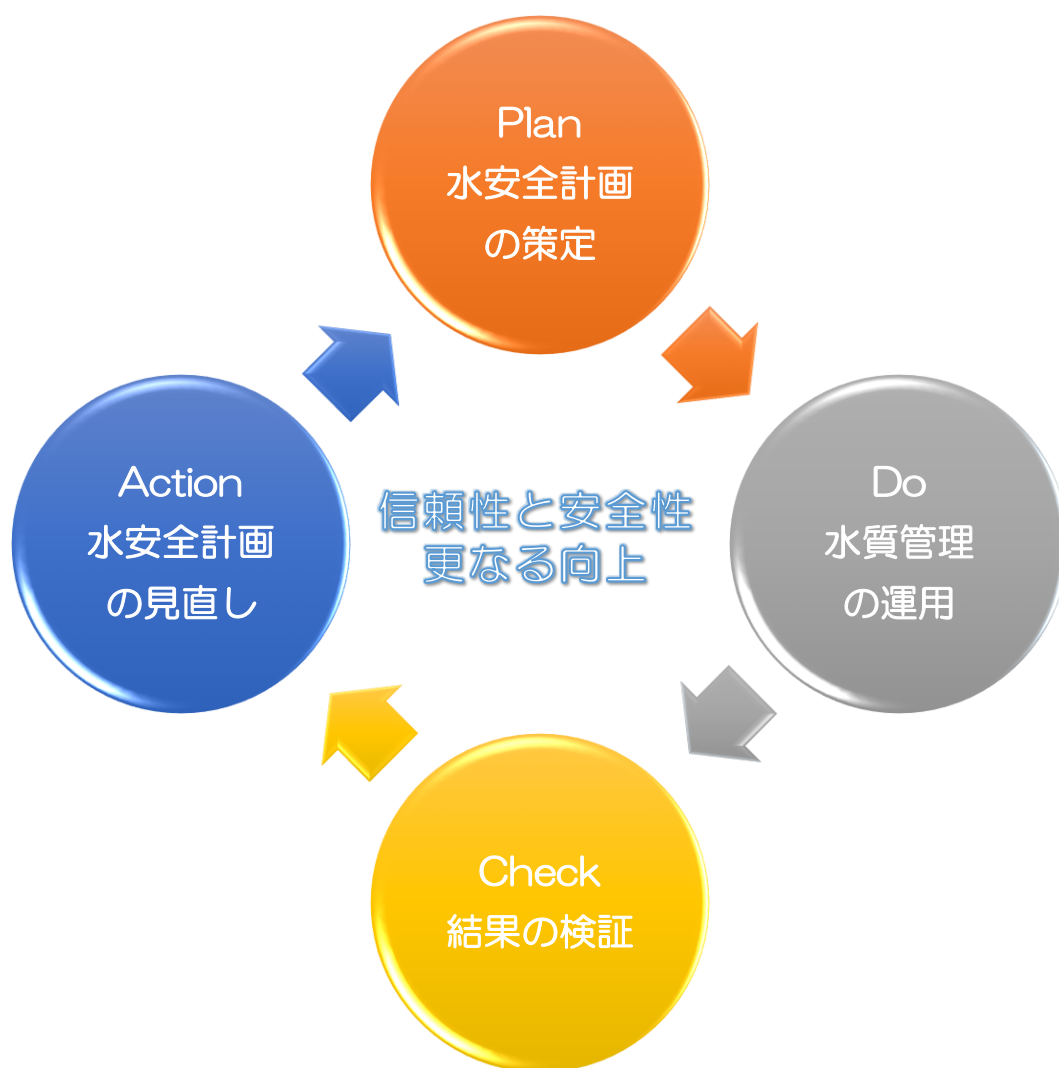 Plan
水安全計画
の策定
Action
水安全計画
の見直し
信頼性と安全性
更なる向上
Do
水質管理
の運用
Check
結果の検証